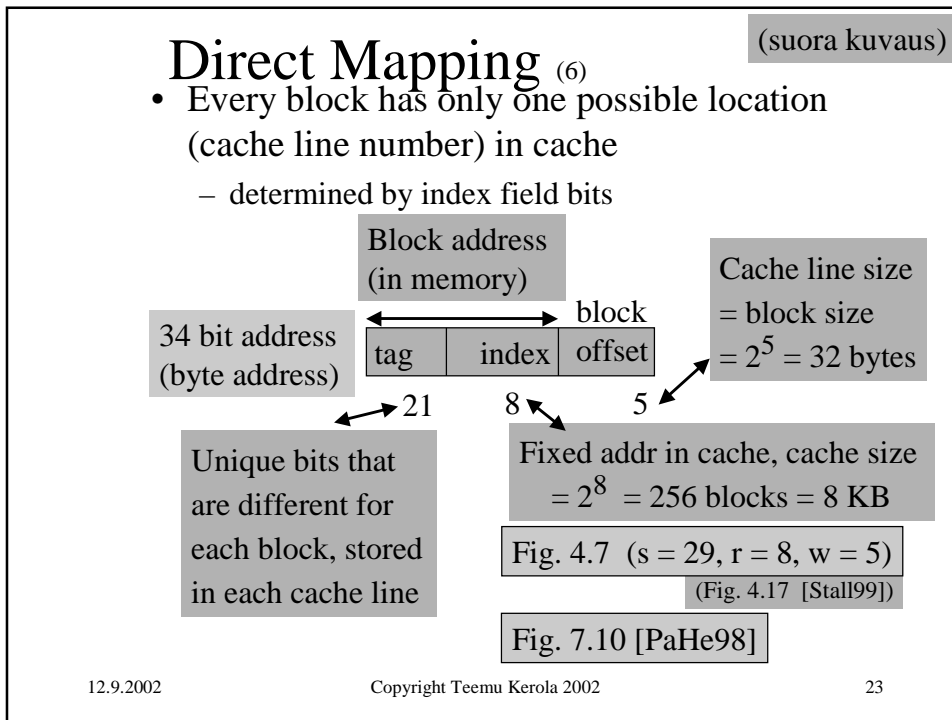 (suora kuvaus)
Direct Mapping (6)
• Every block has only one possible location
(cache line number) in cache
– determined by index field bits
Block address
(in memory)
Cache line size
= block size
= 2^5 = 32 bytes
34 bit address
(byte address)
block
tag index offset
21 8 5
Unique bits that
are different for
each block, stored
in each cache line
Fixed addr in cache, cache size
= 2^8 = 256 blocks = 8 KB
Fig. 4.7 (s = 29, r = 8, w = 5)
(Fig. 4.17 [Stall99])
Fig. 7.10 [PaHe98]
12.9.2002 Copyright Teemu Kerola 2002 23